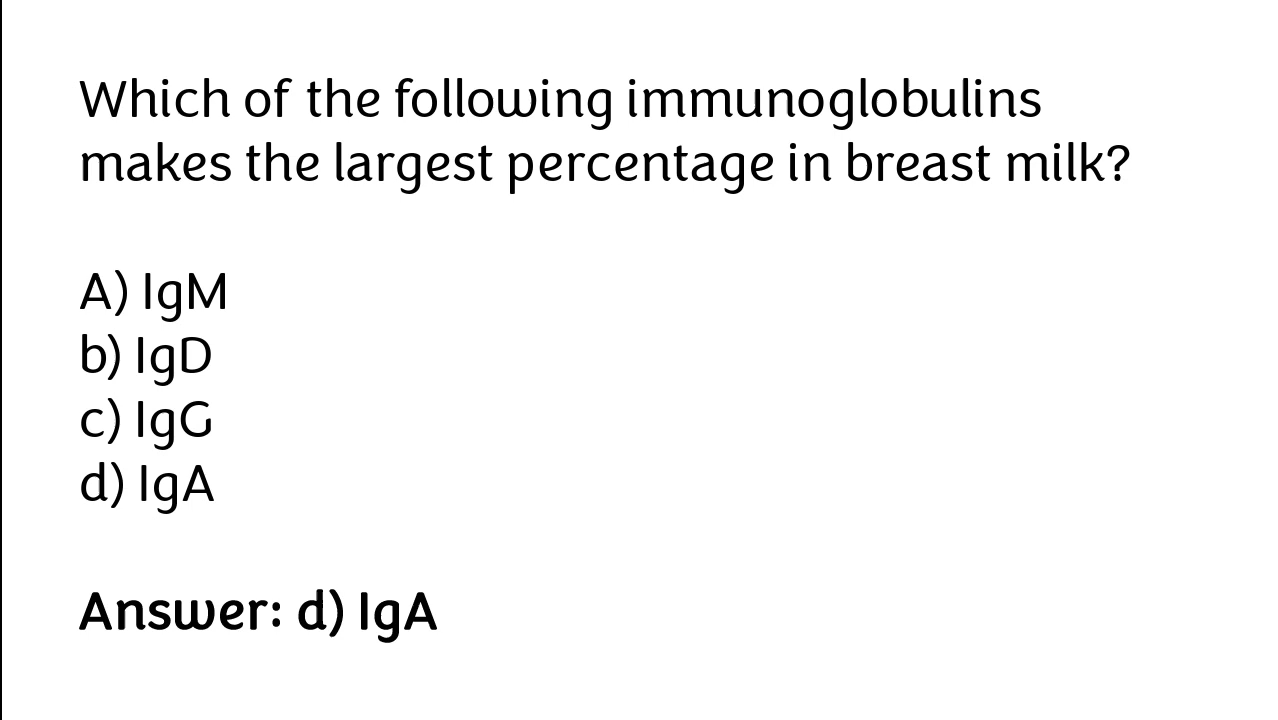 Which of the following immunoglobulins
makes the largest percentage in breast milk?
A) IgM
b) IgD
c) IgG
d) IgA
Answer: d) IgA